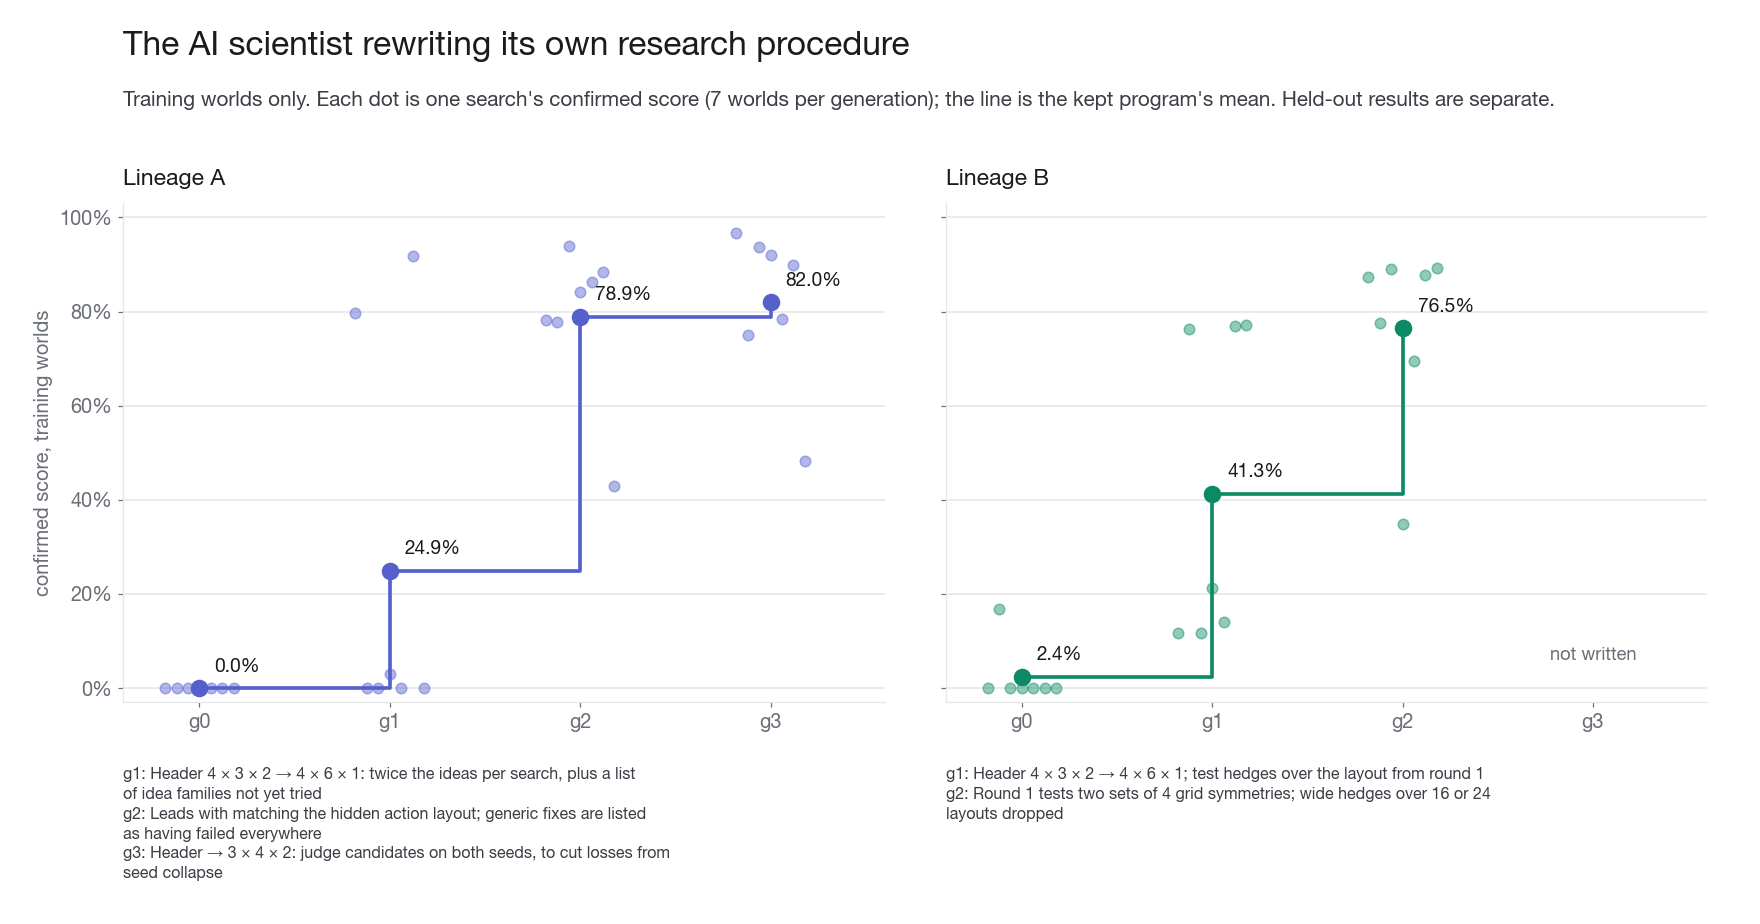 The AI scientist rewriting its own research procedure
Training worlds only. Each dot is one search's confirmed score (7 worlds per generation); the line is the kept program's mean. Held-out results are separate.
Lineage A
confirmed score, training worlds
100%
80%
60%
40%
20%
0%
0.0%
24.9%
78.9%
82.0%
g0
g1
g2
g3
g1: Header 4 × 3 × 2 → 4 × 6 × 1: twice the ideas per search, plus a list
of idea families not yet tried
g2: Leads with matching the hidden action layout; generic fixes are listed
as having failed everywhere
g3: Header → 3 × 4 × 2: judge candidates on both seeds, to cut losses from
seed collapse
Lineage B
2.4%
41.3%
76.5%
not written
g0
g1
g2
g3
g1: Header 4 × 3 × 2 → 4 × 6 × 1; test hedges over the layout from round 1
g2: Round 1 tests two sets of 4 grid symmetries; wide hedges over 16 or 24
layouts dropped